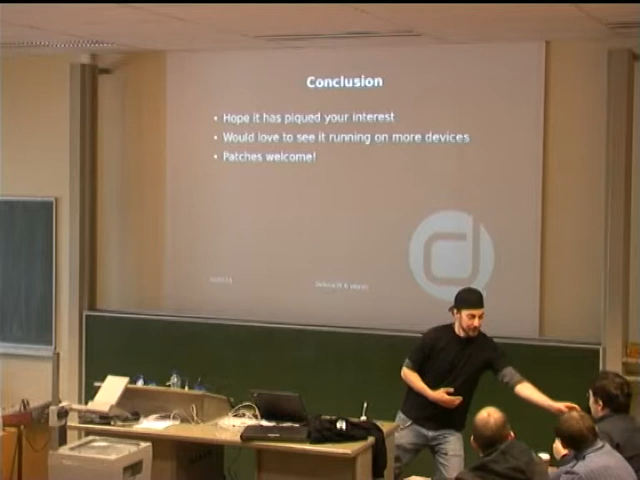 Conclusion
• Hope it has piqued your interest
• Would love to see it running on more devices
• Patches welcome!